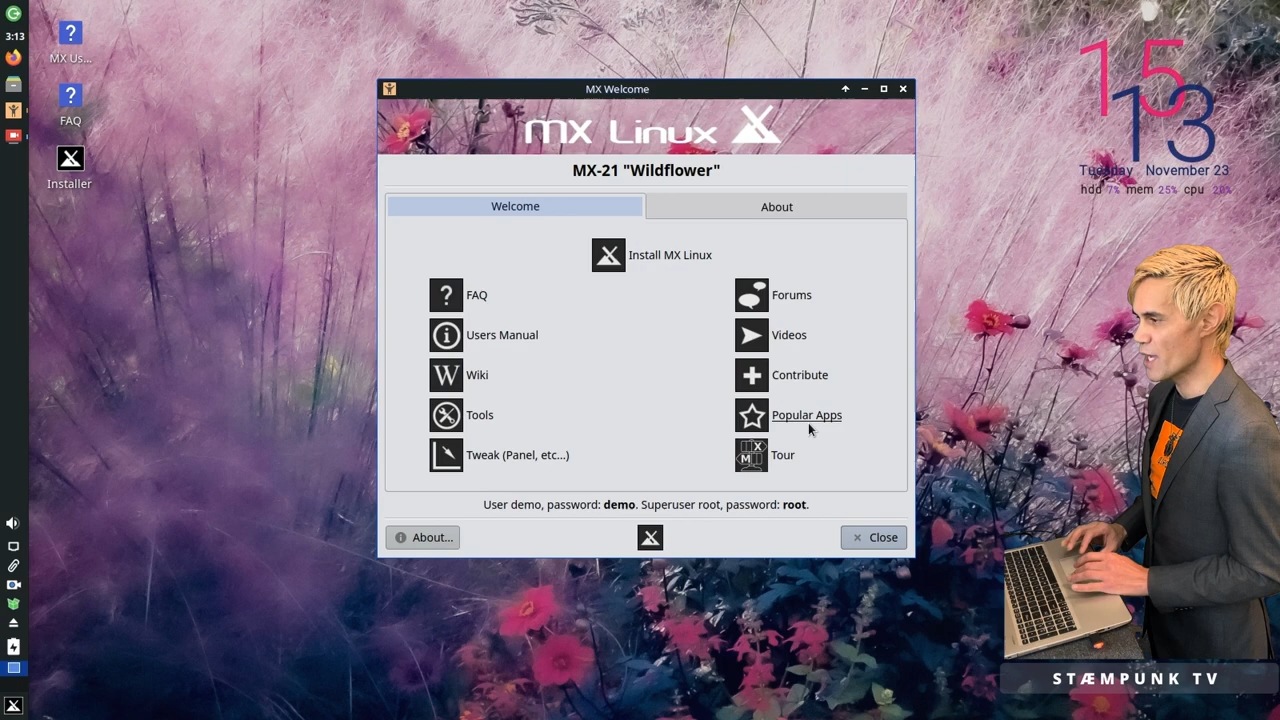 3:13
MX Us...
FAQ
Installer
MX Welcome
MX Linux
MX-21 "Wildflower"
Welcome
About
Install MX Linux
FAQ
Forums
Users Manual
Videos
Wiki
Contribute
Tools
Popular Apps
Tweak (Panel, etc...)
Tour
User demo, password: demo. Superuser root, password: root.
About...
Close
15
13
Tuesday November 23
hdd 7% mem 25% cpu 20%
STÆMPUNK TV